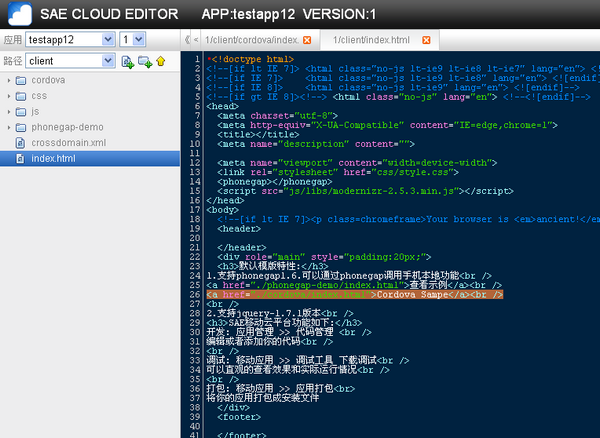 SAE CLOUD EDITOR APP:testapp12 VERSION:1
应用 testapp12 1
《 < 1/client/cordova/index. 1/client/index.html
路径 client
cordova
css
js
phonegap-demo
crossdomain.xml
index.html
1 <!doctype html>
2 <!--[if lt IE 7]> <html class="no-js lt-ie9 lt-ie8 lt-ie7" lang="en"> <!
3 <!--[if IE 7]> <html class="no-js lt-ie9 lt-ie8" lang="en"> <![endif]
4 <!--[if IE 8]> <html class="no-js lt-ie9" lang="en"> <![endif]-->
5 <!--[if gt IE 8]><!--> <html class="no-js" lang="en"> <!--<![endif]-->
6 <head>
7 <meta charset="utf-8">
8 <meta http-equiv="X-UA-Compatible" content="IE=edge,chrome=1">
9 <title></title>
10 <meta name="description" content="">
11
12 <meta name="viewport" content="width=device-width">
13 <link rel="stylesheet" href="css/style.css">
14 <phonegap></phonegap>
15 <script src="js/libs/modernizr-2.5.3.min.js"></script>
16 </head>
17 <body>
18 <!--[if lt IE 7]><p class=chromeframe>Your browser is <em>ancient!</e
19 <header>
20
21 </header>
22 <div role="main" style="padding:20px;">
23 <h3>默认模版特性:</h3>
24 1.支持phonegap1.6.可以通过phonegap调用手机本地功能<br />
25 <a href="./phonegap-demo/index.html">查看示例</a><br />
26 <a href="./cordova/index.html">Cordova Sampe</a><br />
27 <br />
28 2.支持jquery-1.7.1版本<br />
29 <h3>SAE移动云平台功能如下:</h3>
30 开发: 应用管理 >> 代码管理 <br />
31 编辑或者添加你的代码<br />
32 <br />
33 调试: 移动应用 >> 调试工具 下载调试<br />
34 可以直观的查看效果和实际运行情况<br />
35 <br />
36 打包: 移动应用 >> 应用打包<br>
37 将你的应用打包成安装文件
38 </div>
39 <footer>
40
41 </footer>